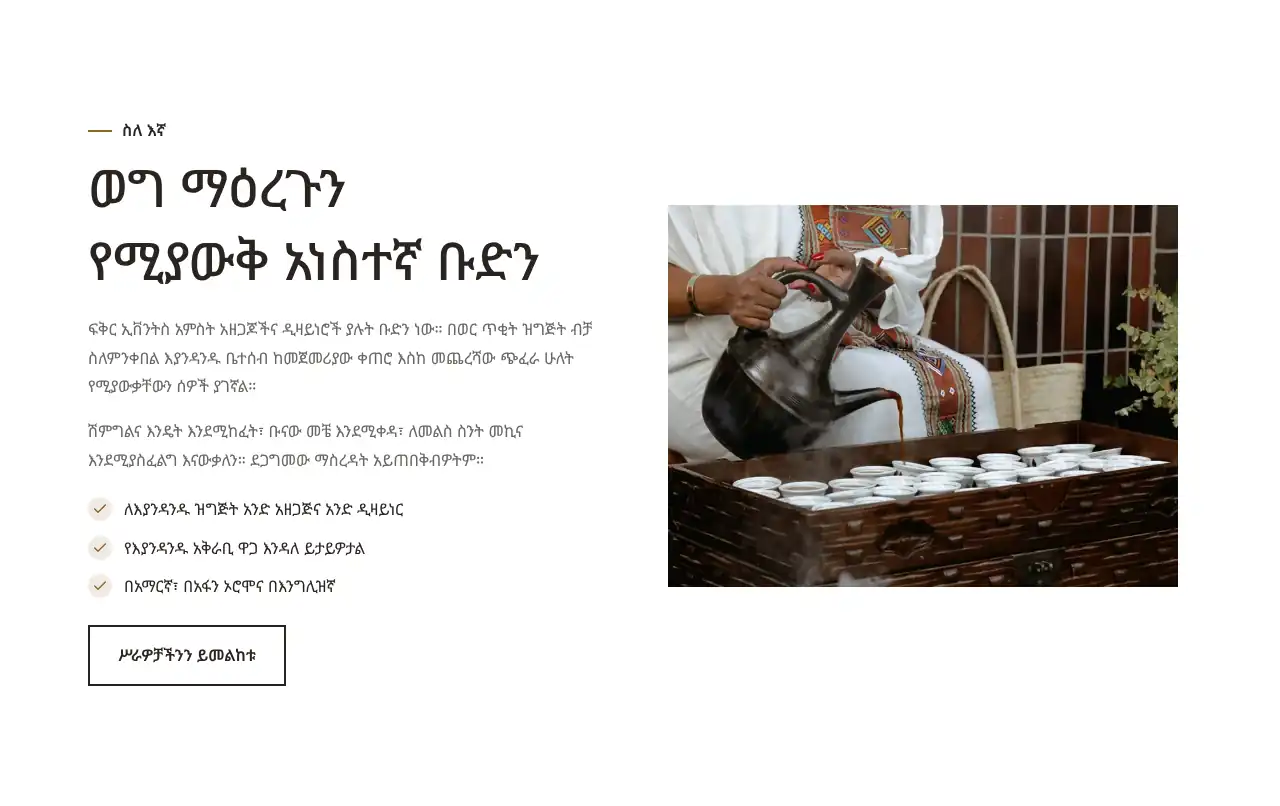 ስለ እኛ
ወግ ማዕረጉን
የሚያውቅ አነስተኛ ቡድን
ፍቅር ኢቨንትስ አምስት አዘጋጆችና ዲዛይነሮች ያሉት ቡድን ነው። በወር ጥቂት ዝግጅት ብቻ
ስለምንቀበል እያንዳንዱ ቤተሰብ ከመጀመሪያው ቀጠሮ እስከ መጨረሻው ጭፈራ ሁለት
የሚያውቃቸውን ሰዎች ያገኛል።
ሽምግልና እንዴት እንደሚከፈት፣ ቡናው መቼ እንደሚቀዳ፣ ለመልስ ስንት መኪና
እንደሚያስፈልግ እናውቃለን። ደጋግመው ማስረዳት አይጠበቅብዎትም።
ለእያንዳንዱ ዝግጅት አንድ አዘጋጅና አንድ ዲዛይነር
የእያንዳንዱ አቅራቢ ዋጋ እንዳለ ይታይዎታል
በአማርኛ፣ በአፋን ኦሮሞና በእንግሊዝኛ
ሥራዎቻችንን ይመልከቱ